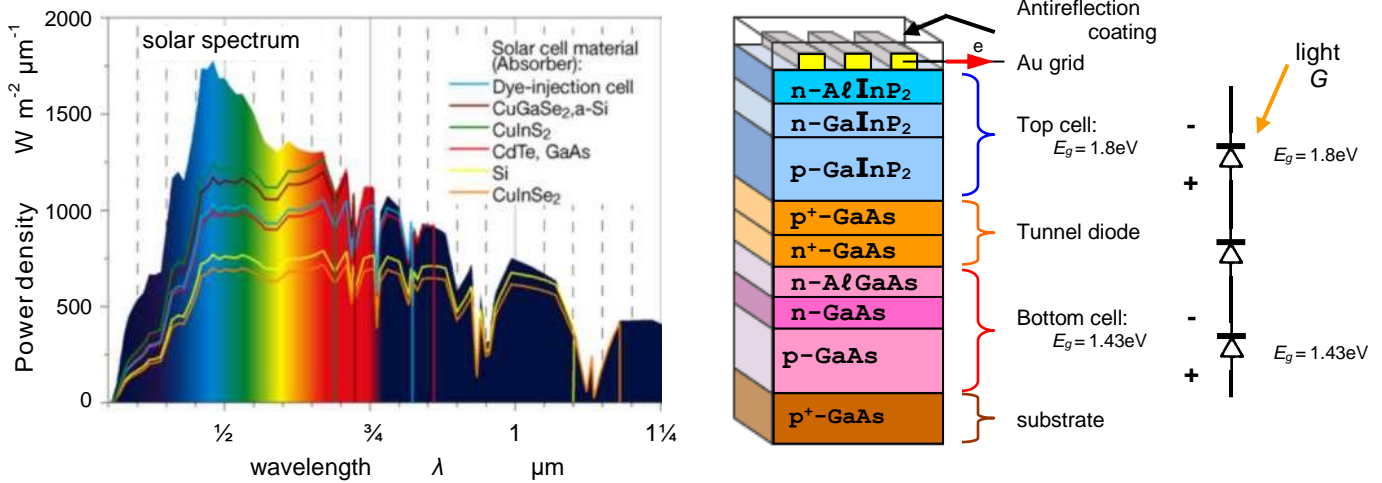 2000
1500
1000
500
0
Power density W m⁻² µm⁻¹
solar spectrum
Solar cell material
(Absorber):
Dye-injection cell
CuGaSe₂,a-Si
CuInS₂
CdTe, GaAs
Si
CuInSe₂
½
¾
1
1¼
wavelength λ µm
Antireflection
coating
e
Au grid
n-AℓInP₂
n-GaInP₂
p-GaInP₂
p⁺-GaAs
n⁺-GaAs
n-AℓGaAs
n-GaAs
p-GaAs
p⁺-GaAs
Top cell:
E_g = 1.8eV
Tunnel diode
Bottom cell:
E_g = 1.43eV
substrate
light
G
-
+
E_g = 1.8eV
-
+
E_g = 1.43eV